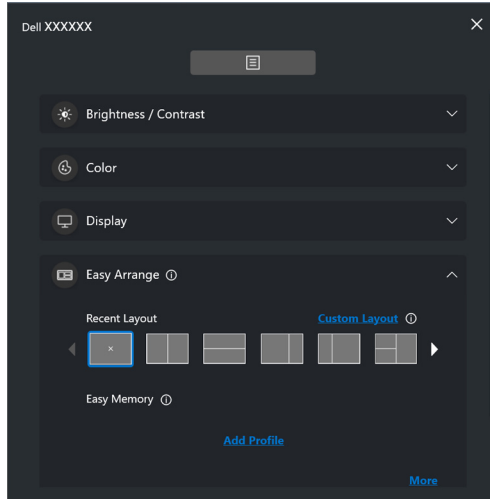 Dell XXXXXX
Brightness / Contrast
Color
Display
Easy Arrange
Recent Layout Custom Layout
Easy Memory
Add Profile
More